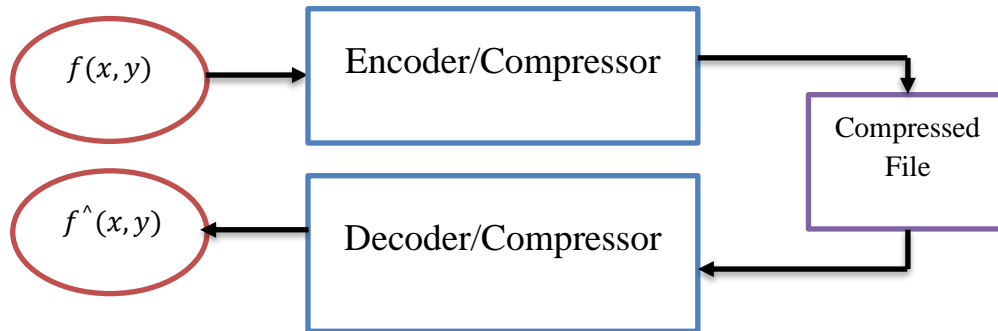 f(x, y)
Encoder/Compressor
Compressed
File
f^(x, y)
Decoder/Compressor